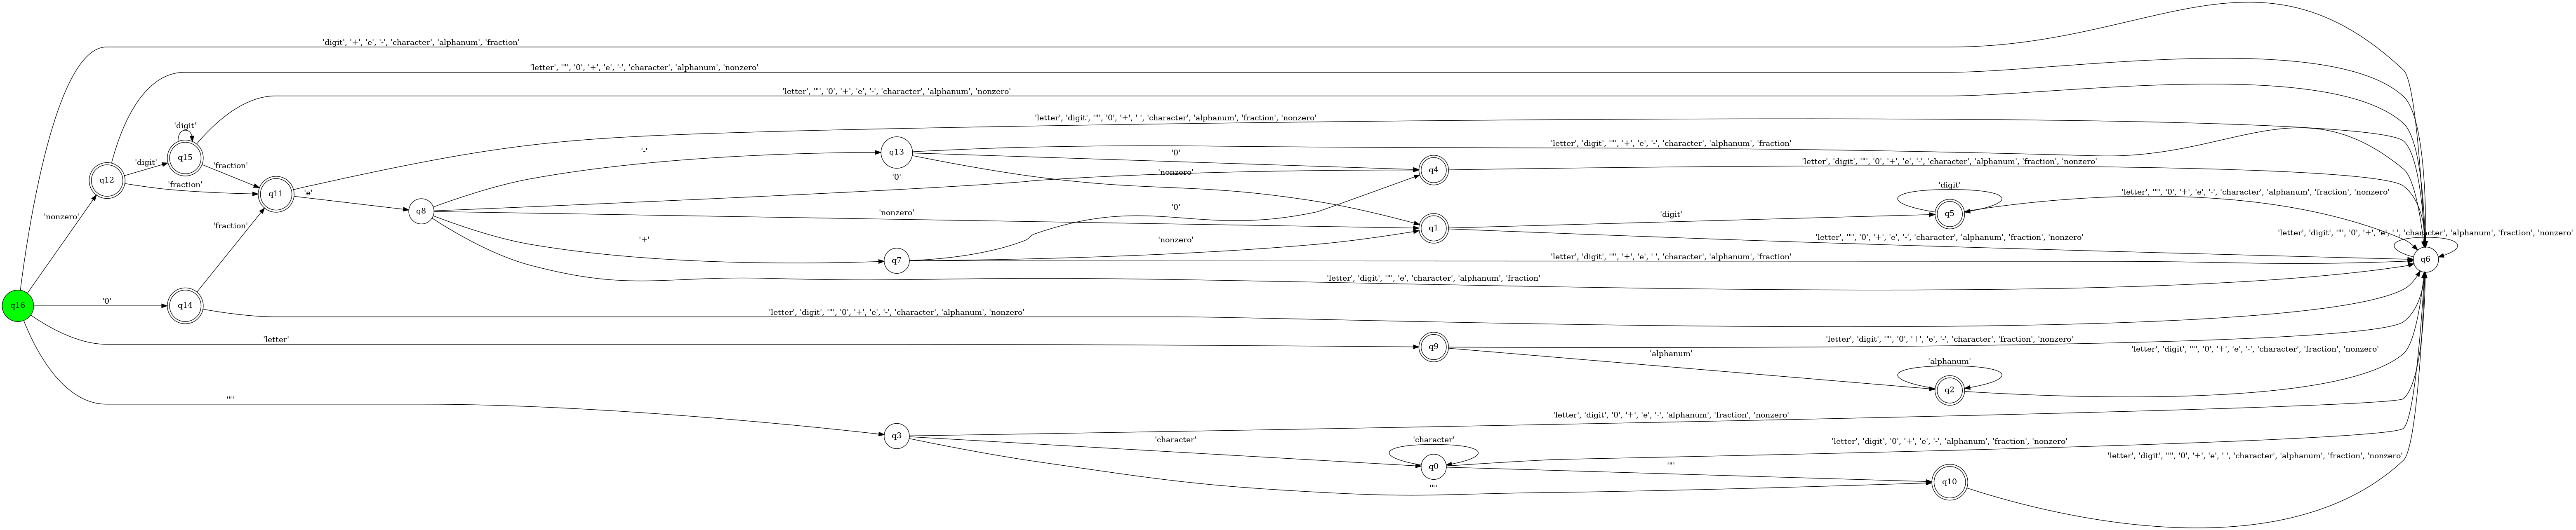 'digit', '+', 'e', '-', 'character', 'alphanum', 'fraction'
'letter', '"', '0', '+', 'e', '-', 'character', 'alphanum', 'nonzero'
'letter', '"', '0', '+', 'e', '-', 'character', 'alphanum', 'nonzero'
'letter', 'digit', '"', '0', '+', '-', 'character', 'alphanum', 'fraction', 'nonzero'
'digit'
q15
'-'
q13
'letter', 'digit', '"', '+', 'e', '-', 'character', 'alphanum', 'fraction'
'0'
'digit'
'fraction'
'letter', 'digit', '"', '0', '+', 'e', '-', 'character', 'alphanum', 'fraction', 'nonzero'
q4
'nonzero'
'0'
q12
'fraction'
q11
'e'
'digit'
'letter', '"', '0', '+', 'e', '-', 'character', 'alphanum', 'fraction', 'nonzero'
'0'
q8
'nonzero'
'digit'
q5
'nonzero'
'fraction'
q1
'+'
'nonzero'
'letter', '"', '0', '+', 'e', '-', 'character', 'alphanum', 'fraction', 'nonzero'
'letter', 'digit', '"', '0', '+', 'e', '-', 'character', 'alphanum', 'fraction', 'nonzero'
q7
'letter', 'digit', '"', '+', 'e', '-', 'character', 'alphanum', 'fraction'
q6
'letter', 'digit', '"', 'e', 'character', 'alphanum', 'fraction'
q16
'0'
q14
'letter', 'digit', '"', '0', '+', 'e', '-', 'character', 'alphanum', 'nonzero'
'letter'
q9
'letter', 'digit', '"', '0', '+', 'e', '-', 'character', 'fraction', 'nonzero'
'alphanum'
'letter', 'digit', '"', '0', '+', 'e', '-', 'character', 'fraction', 'nonzero'
'alphanum'
q2
'"'
'letter', 'digit', '0', '+', 'e', '-', 'alphanum', 'fraction', 'nonzero'
q3
'character'
'character'
'letter', 'digit', '0', '+', 'e', '-', 'alphanum', 'fraction', 'nonzero'
q0
'"'
'letter', 'digit', '"', '0', '+', 'e', '-', 'character', 'alphanum', 'fraction', 'nonzero'
'"'
q10